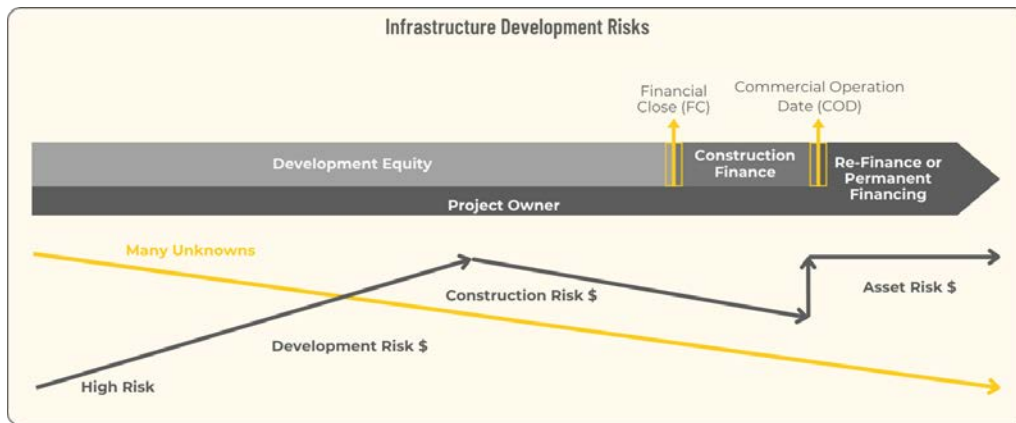 Infrastructure Development Risks
Financial
Close (FC)
Commercial Operation
Date (COD)
Development Equity
Construction
Finance
Re-Finance or
Permanent
Financing
Project Owner
Many Unknowns
Construction Risk $
Asset Risk $
Development Risk $
High Risk